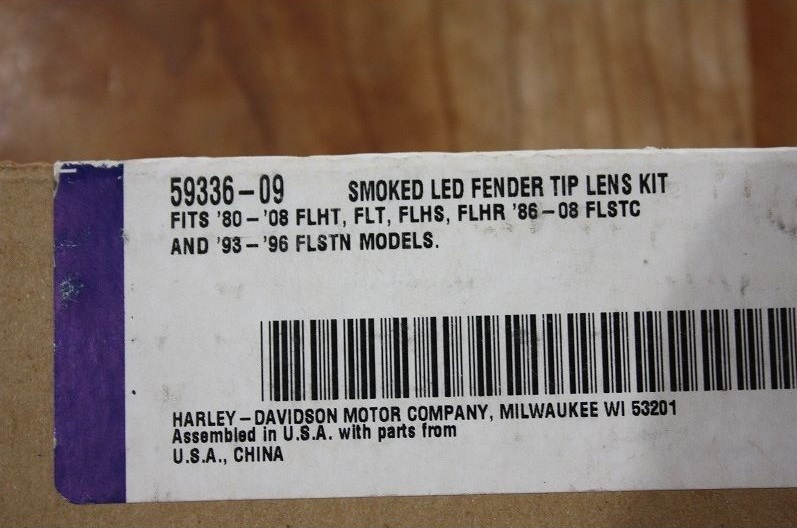 59336-09 SMOKED LED FENDER TIP LENS KIT
FITS '80-'08 FLHT, FLT, FLHS, FLHR '86-08 FLSTC
AND '93-'96 FLSTN MODELS.
HARLEY-DAVIDSON MOTOR COMPANY, MILWAUKEE WI 53201
Assembled in U.S.A. with parts from
U.S.A., CHINA